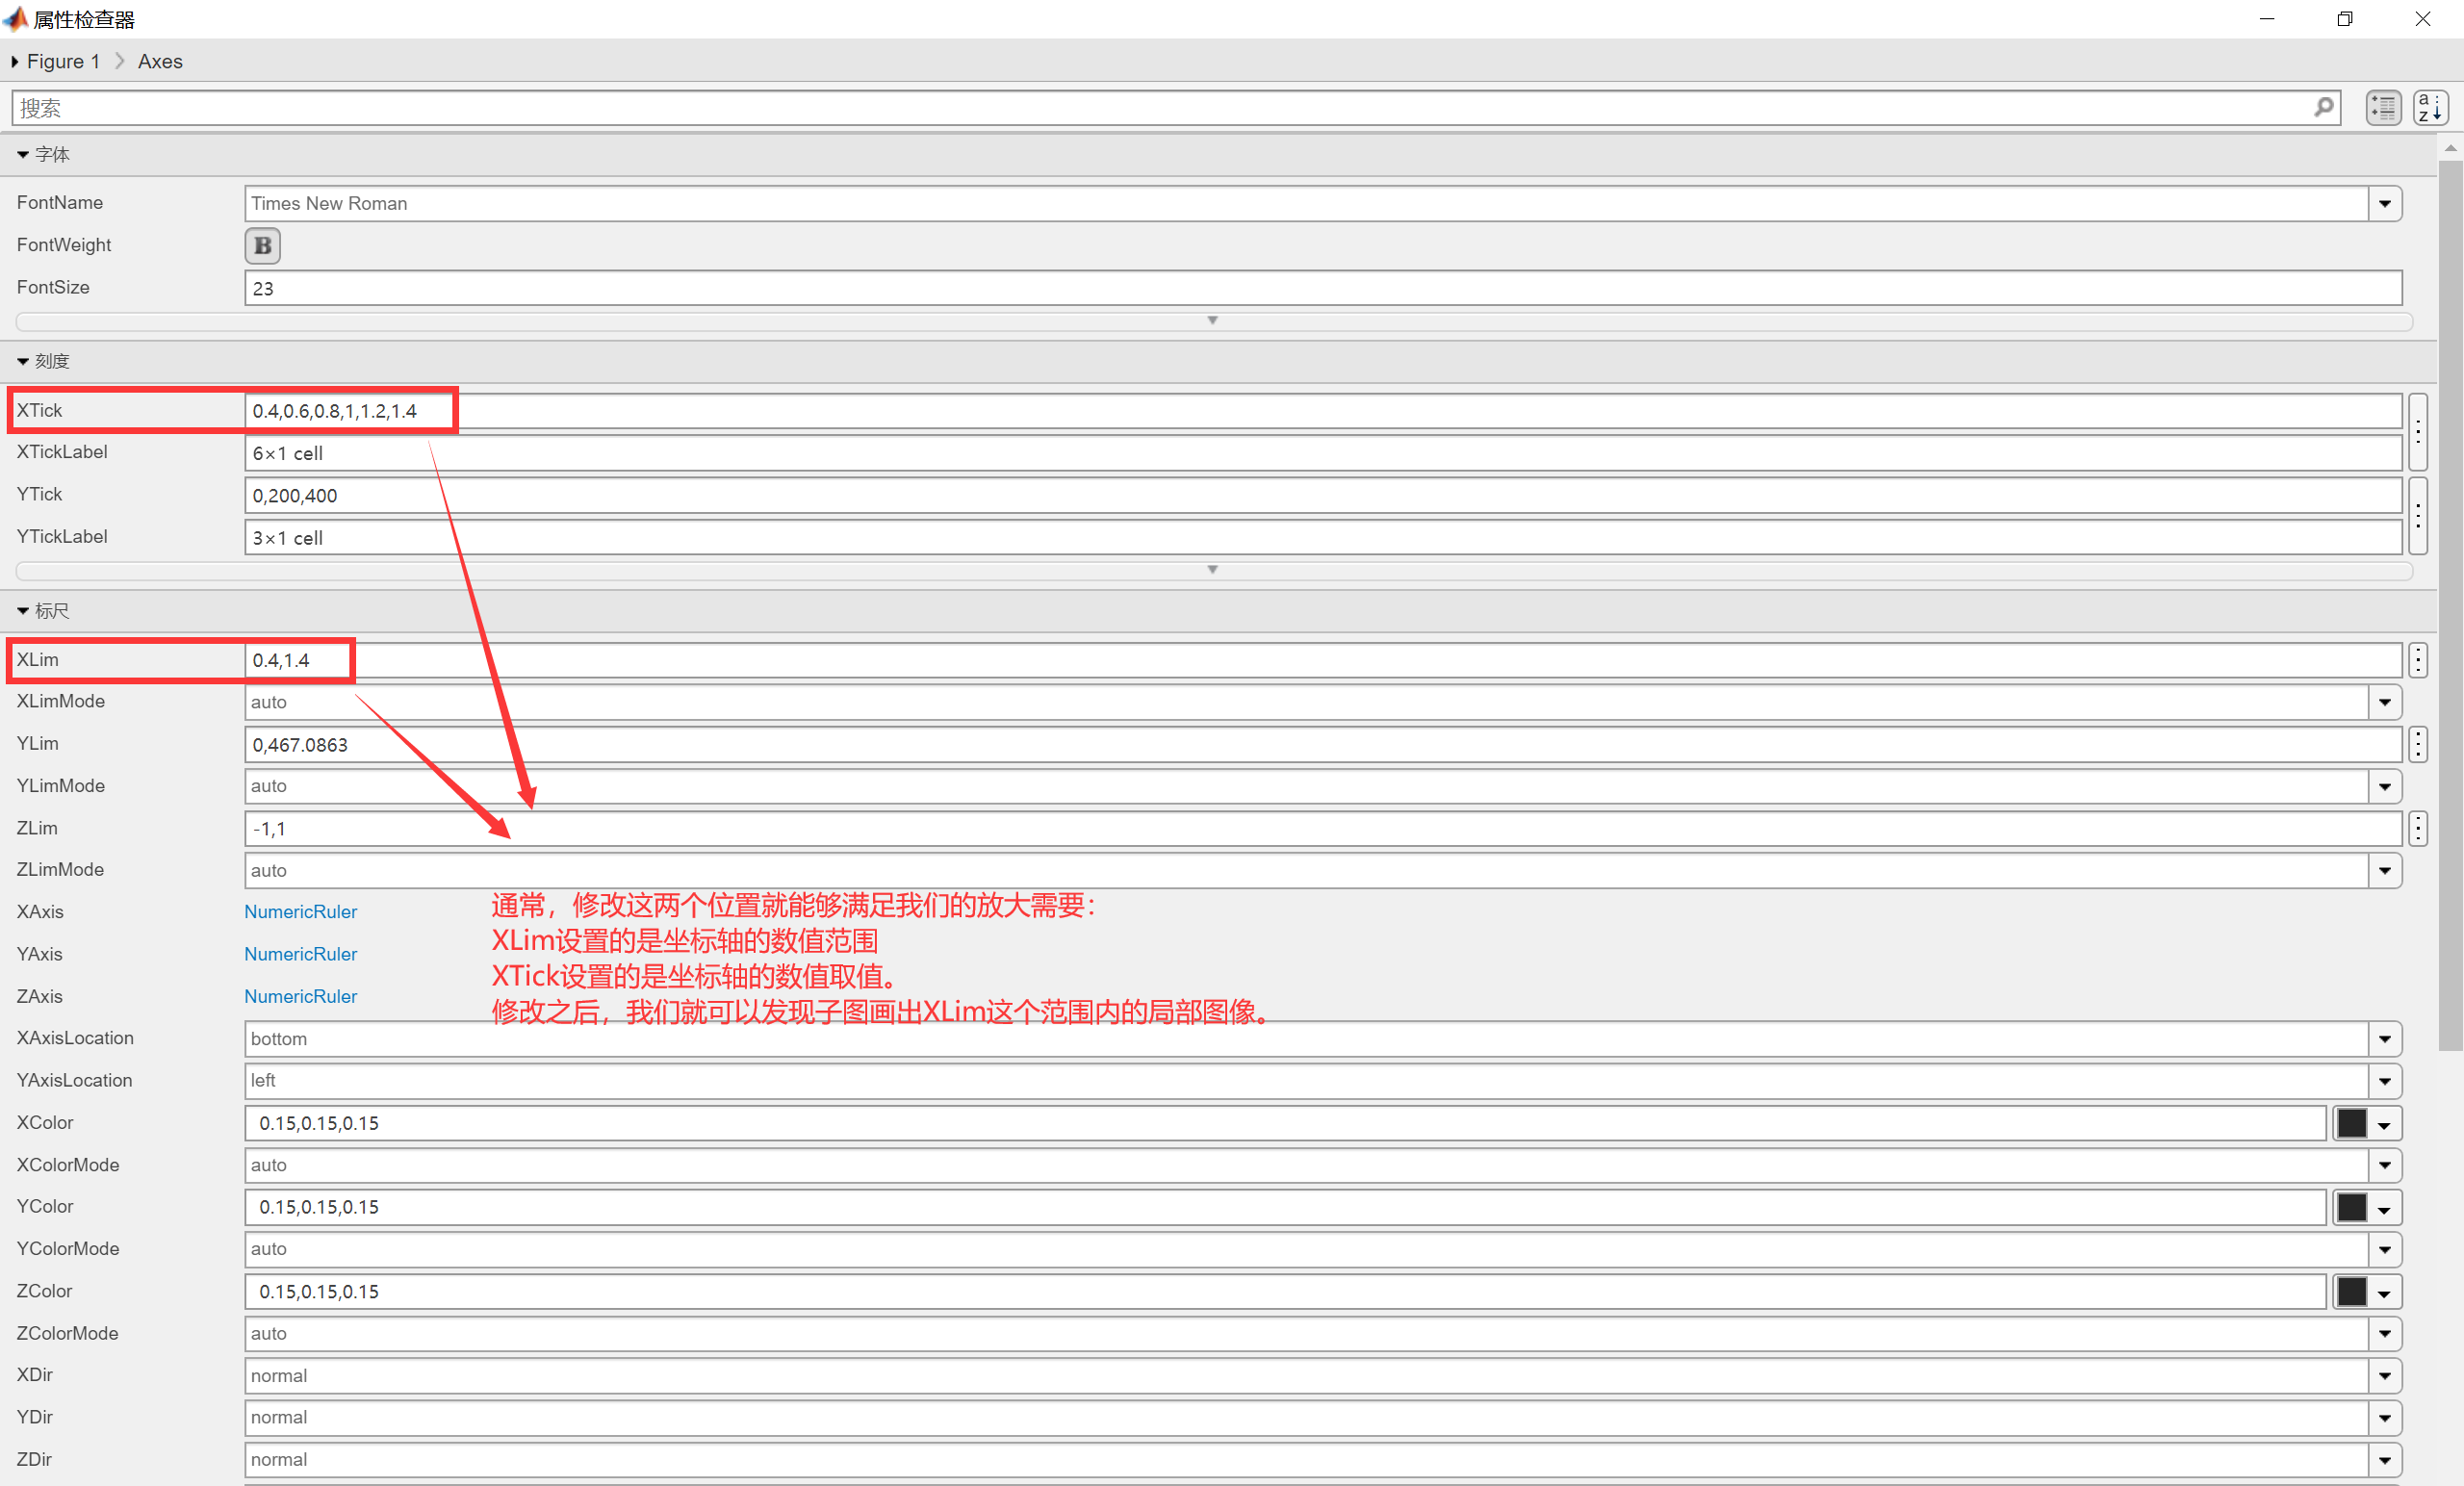 属性检查器
Figure 1 Axes
搜索
字体
FontName Times New Roman
FontWeight B
FontSize 23
刻度
XTick 0.4,0.6,0.8,1,1.2,1.4
XTickLabel 6×1 cell
YTick 0,200,400
YTickLabel 3×1 cell
标尺
XLim 0.4,1.4
XLimMode auto
YLim 0,467.0863
YLimMode auto
ZLim -1,1
ZLimMode auto
通常，修改这两个位置就能够满足我们的放大需要：
XAxis NumericRuler
XLim设置的是坐标轴的数值范围
YAxis NumericRuler
XTick设置的是坐标轴的数值取值。
ZAxis NumericRuler
修改之后，我们就可以发现子图画出XLim这个范围内的局部图像。
XAxisLocation bottom
YAxisLocation left
XColor 0.15,0.15,0.15
XColorMode auto
YColor 0.15,0.15,0.15
YColorMode auto
ZColor 0.15,0.15,0.15
ZColorMode auto
XDir normal
YDir normal
ZDir normal